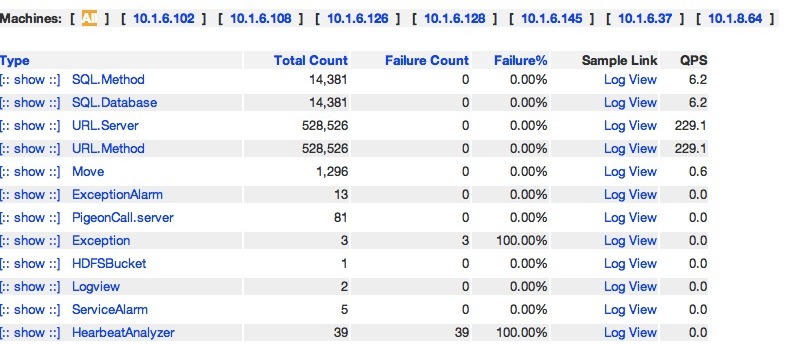 Machines: [ All ] [ 10.1.6.102 ] [ 10.1.6.108 ] [ 10.1.6.126 ] [ 10.1.6.128 ] [ 10.1.6.145 ] [ 10.1.6.37 ] [ 10.1.8.64 ]
Type Total Count Failure Count Failure% Sample Link QPS
[:: show ::] SQL.Method 14,381 0 0.00% Log View 6.2
[:: show ::] SQL.Database 14,381 0 0.00% Log View 6.2
[:: show ::] URL.Server 528,526 0 0.00% Log View 229.1
[:: show ::] URL.Method 528,526 0 0.00% Log View 229.1
[:: show ::] Move 1,296 0 0.00% Log View 0.6
[:: show ::] ExceptionAlarm 13 0 0.00% Log View 0.0
[:: show ::] PigeonCall.server 81 0 0.00% Log View 0.0
[:: show ::] Exception 3 3 100.00% Log View 0.0
[:: show ::] HDFSBucket 1 0 0.00% Log View 0.0
[:: show ::] Logview 2 0 0.00% Log View 0.0
[:: show ::] ServiceAlarm 5 0 0.00% Log View 0.0
[:: show ::] HearbeatAnalyzer 39 39 100.00% Log View 0.0